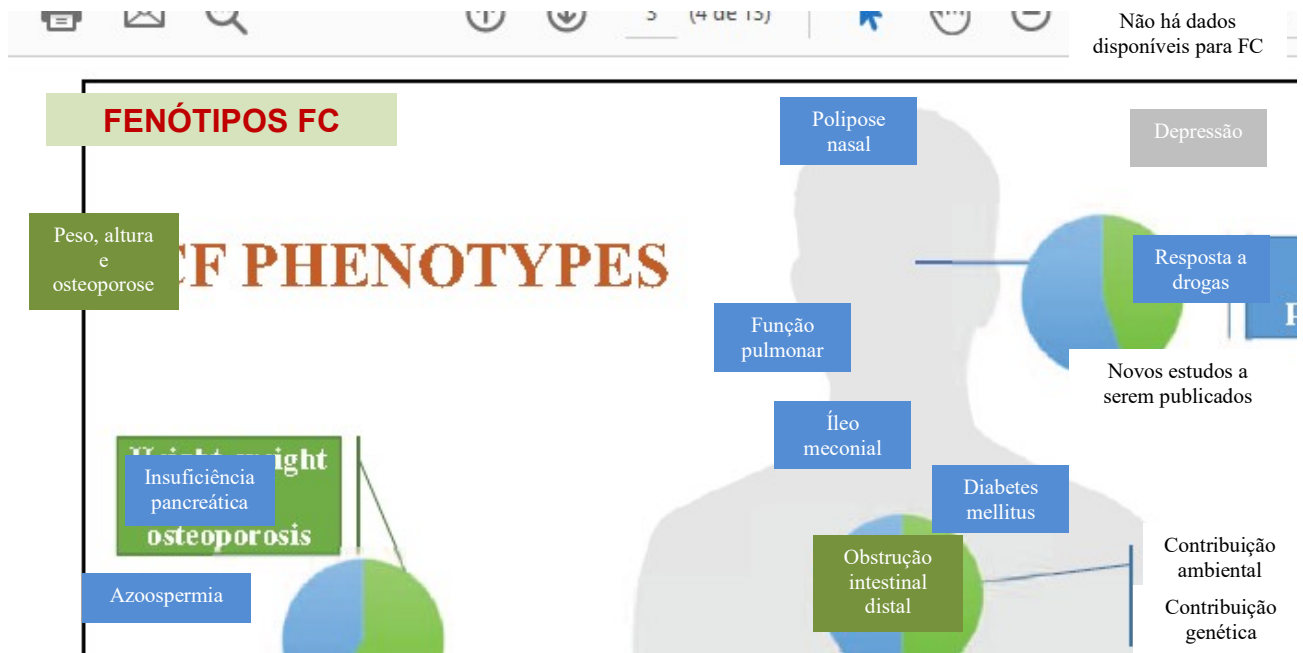 3 (4 de 13)
Não há dados
disponíveis para FC
FENÓTIPOS FC
Polipose
nasal
Depressão
Peso, altura
e
osteoporose
CF PHENOTYPES
Resposta a
drogas
Função
pulmonar
Novos estudos a
serem publicados
Íleo
meconial
Insuficiência
pancreática
osteoporosis
Diabetes
mellitus
Obstrução
intestinal
distal
Contribuição
ambiental
Azoospermia
Contribuição
genética